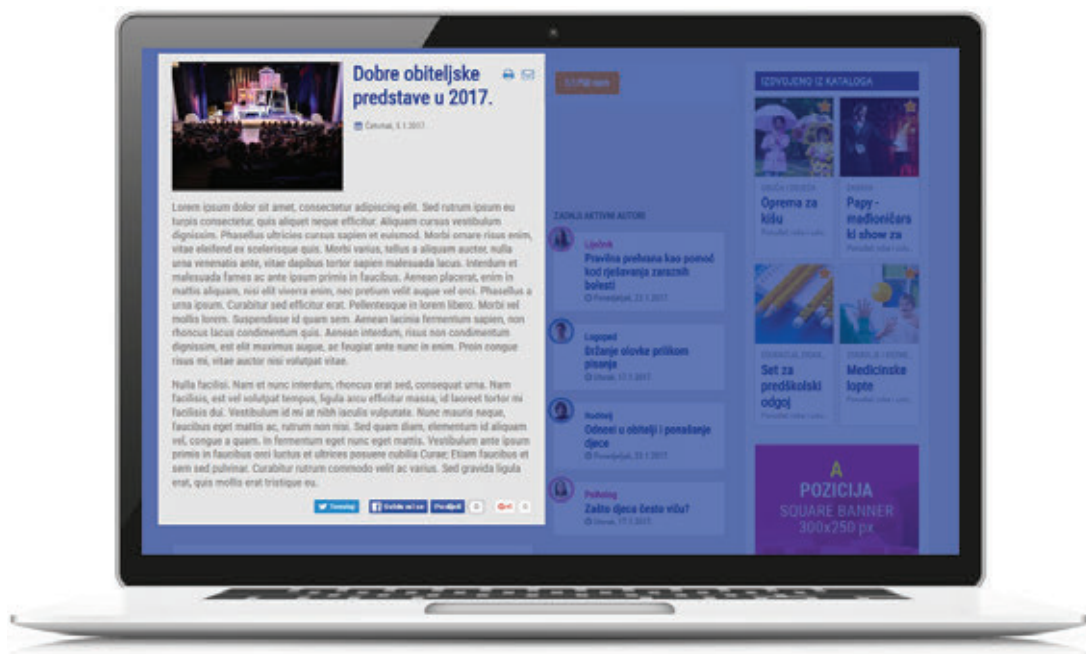 Dobre obiteljske
predstave u 2017.
Četvrtak, 5.1.2017.
Lorem ipsum dolor sit amet, consectetur adipiscing elit. Sed rutrum ipsum eu
turpis consectetur, quis aliquet neque efficitur. Aliquam cursus vestibulum
dignissim. Phasellus ultricies cursus sapien et euismod. Morbi ornare risus enim,
vitae eleifend ex scelerisque quis. Morbi varius, tellus a aliquam auctor, nulla
urna venenatis ante, vitae dapibus tortor sapien malesuada lacus. Interdum et
malesuada fames ac ante ipsum primis in faucibus. Aenean placerat, enim in
mattis aliquam, nisi elit viverra enim, nec pretium velit augue vel orci. Phasellus a
urna ipsum. Curabitur sed efficitur erat. Pellentesque in lorem libero. Morbi vel
mollis lorem. Suspendisse id quam sem. Aenean lacinia fermentum sapien, non
rhoncus lacus condimentum quis. Aenean interdum, risus non condimentum
dignissim, est elit maximus augue, ac feugiat ante nunc in enim. Proin congue
risus mi, vitae auctor nisi volutpat vitae.
Nulla facilisi. Nam et nunc interdum, rhoncus erat sed, consequat urna. Nam
facilisis, est vel volutpat tempus, ligula arcu efficitur massa, id laoreet tortor mi
facilisis dui. Vestibulum id mi at nibh iaculis vulputate. Nunc mauris neque,
faucibus eget mattis ac, rutrum non nisi. Sed quam diam, elementum id aliquam
vel, congue a quam. In fermentum eget nunc eget mattis. Vestibulum ante ipsum
primis in faucibus orci luctus et ultrices posuere cubilia Curae; Etiam faucibus et
sem sed pulvinar. Curabitur rutrum commodo velit ac varius. Sed gravida ligula
erat, quis mollis erat tristique eu.
Podijeli
0
0
ZADNJI AKTIVNI AUTORI
Liječnik
Pravilna prehrana kao pomoć
kod rješavanja zaraznih
bolesti
Ponedjeljak, 23.1.2017.
Logoped
Držanje olovke prilikom
pisanja
Utorak, 17.1.2017.
Roditelj
Odnosi u obitelji i ponašanje
djece
Ponedjeljak, 23.1.2017.
Psiholog
Zašto djeca često viču?
Utorak, 17.1.2017.
IZDVOJENO IZ KATALOGA
OBUĆA I ODJEĆA
Oprema za
kišu
Papy -
mađioničars
ki show za
Set za
predškolski
odgoj
Medicinske
lopte
A
POZICIJA
SQUARE BANNER
300x250 px